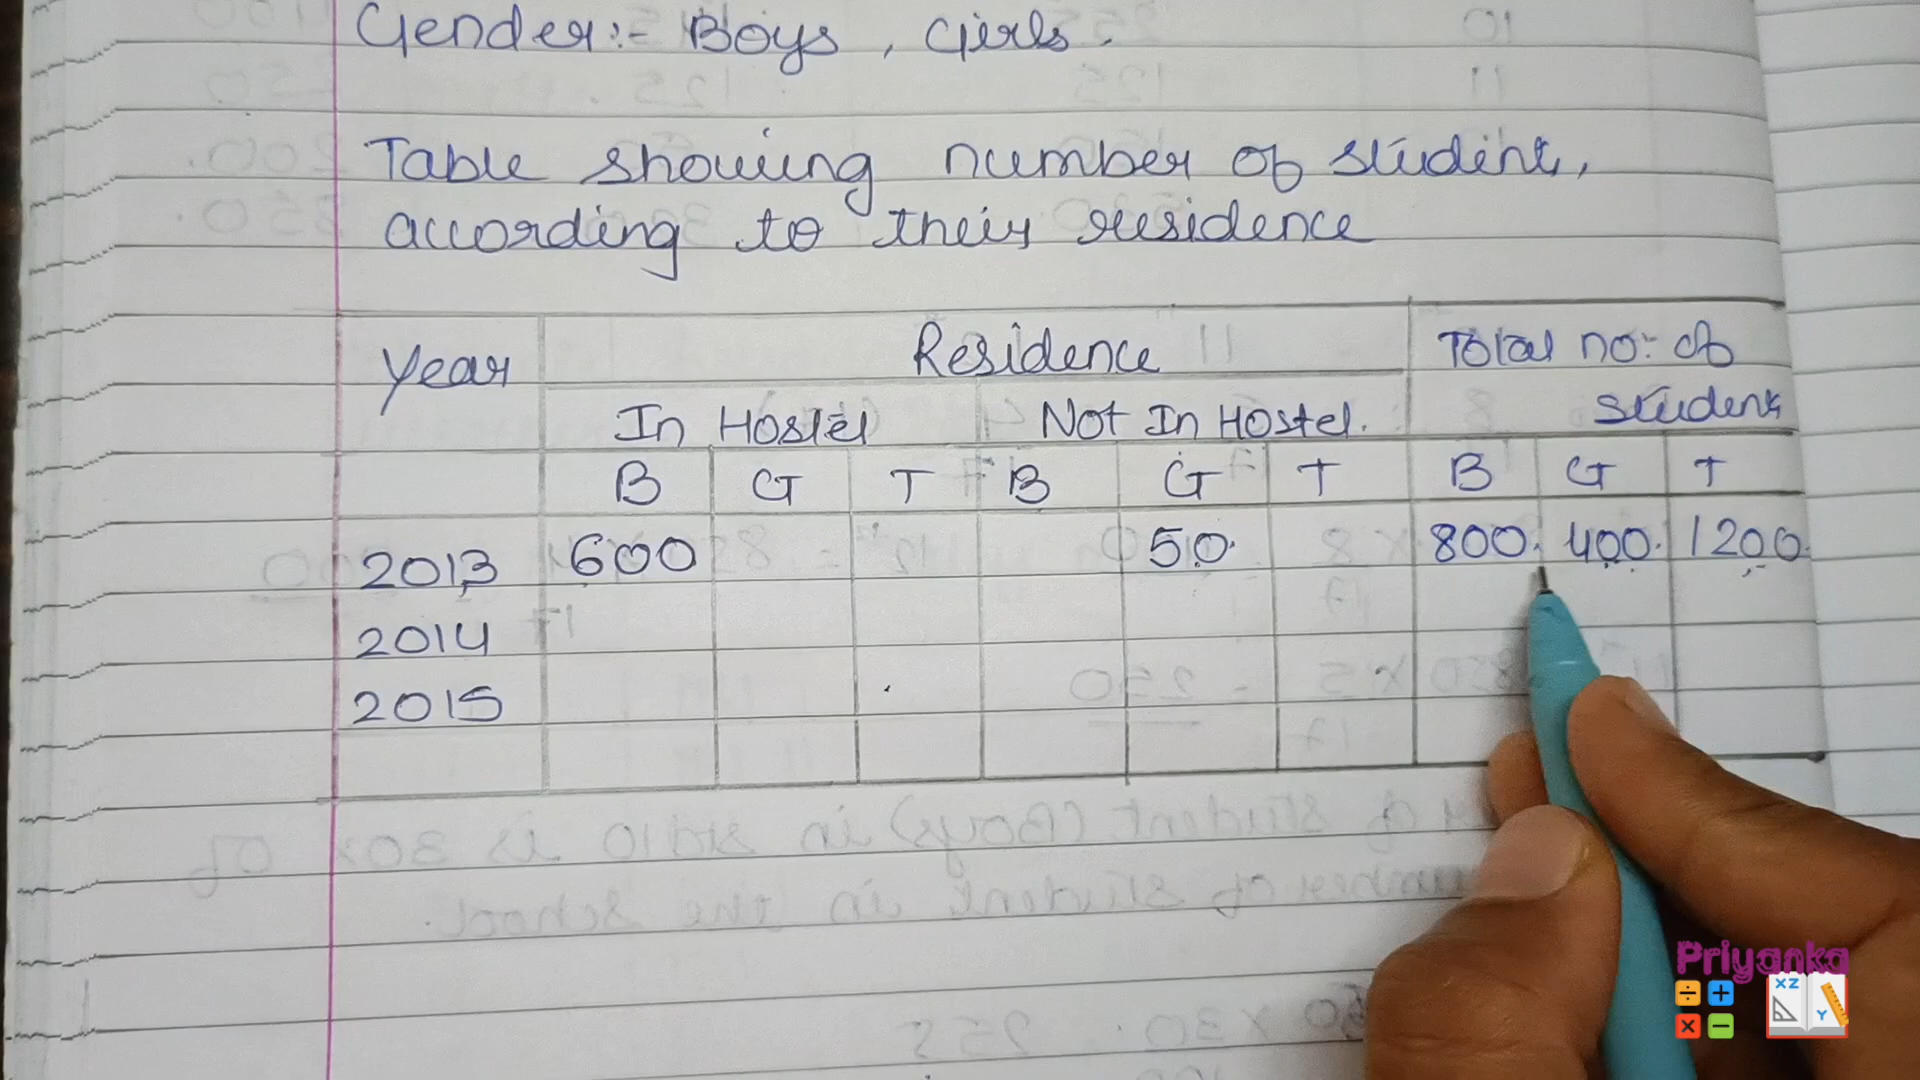 Gender:- Boys, Girls.
Table showing number of student,
according to their residence
Year Residence Total no: of
student
In Hostel Not In Hostel.
B G T B G T B G T
2013 600 50. 800. 400. 1200.
2014
2015
Priyanka
XZ
Y